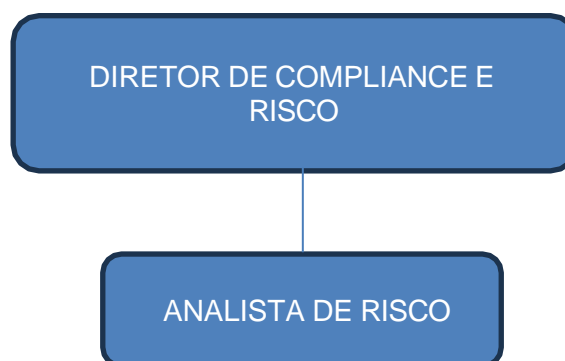 DIRETOR DE COMPLIANCE E
RISCO
ANALISTA DE RISCO